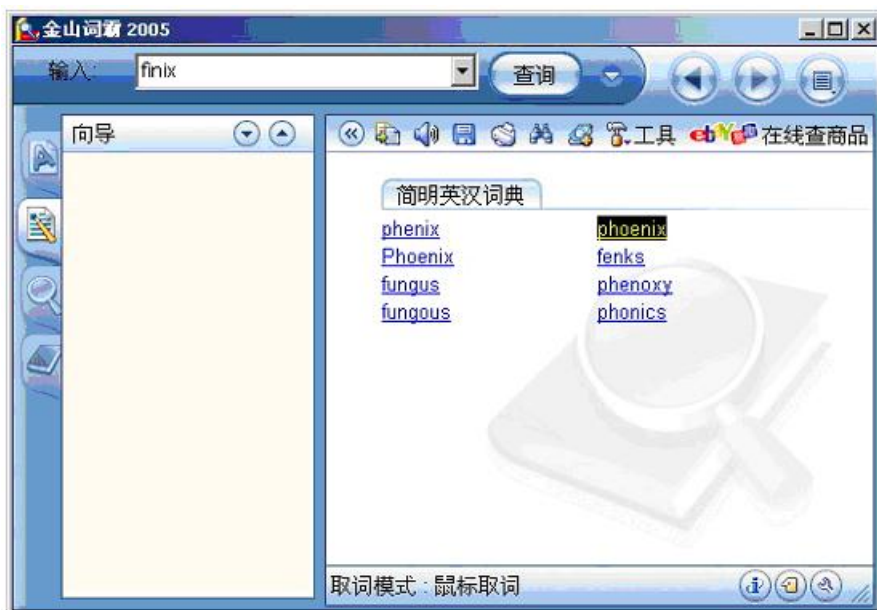 金山词霸 2005
输入: finix 查询
向导
工具 ebY 在线查商品
简明英汉词典
phenix phoenix
Phoenix fenks
fungus phenoxy
fungous phonics
取词模式 : 鼠标取词